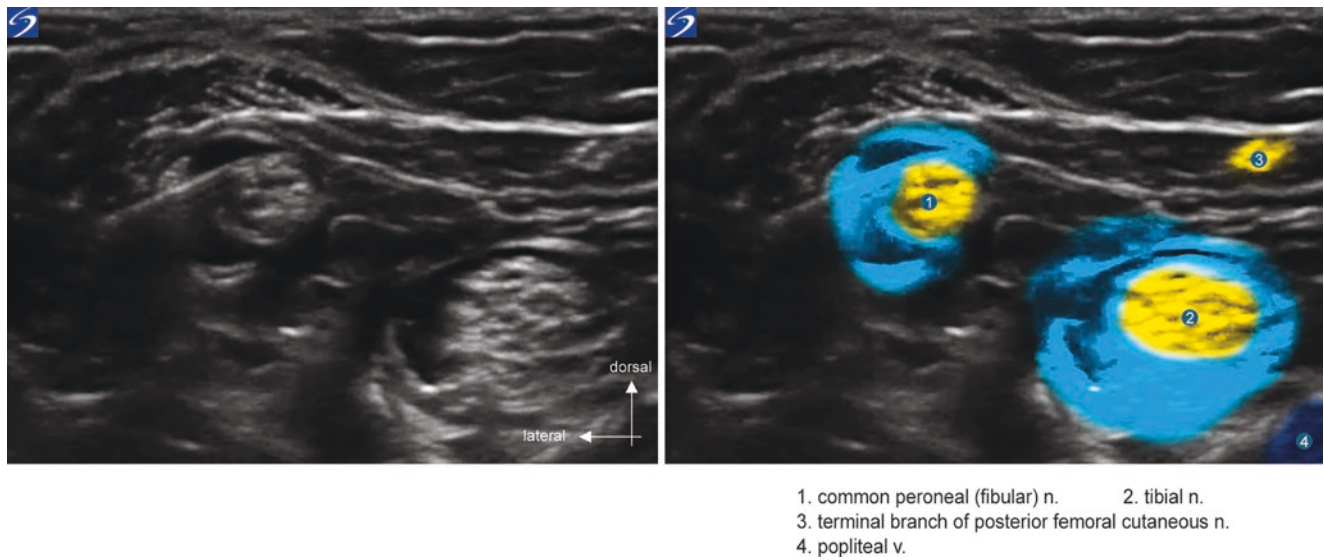 dorsal
lateral
1
2
3
4
1. common peroneal (fibular) n. 2. tibial n.
3. terminal branch of posterior femoral cutaneous n.
4. popliteal v.